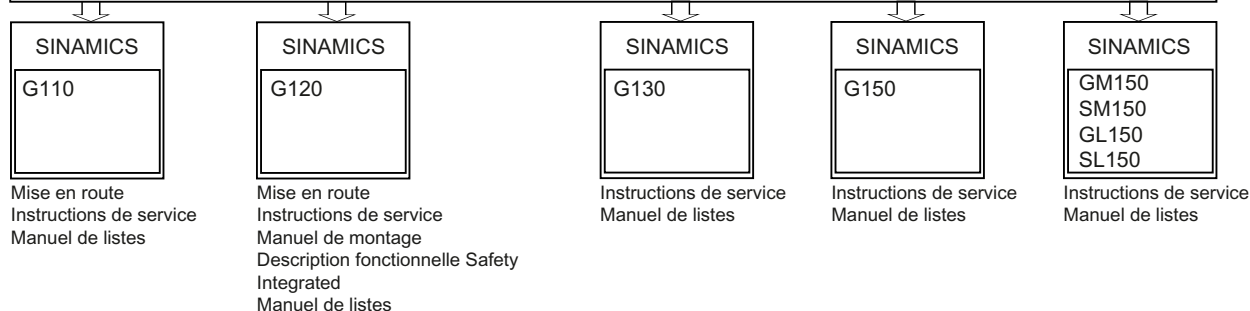 SINAMICS
G110
Mise en route
Instructions de service
Manuel de listes
SINAMICS
G120
Mise en route
Instructions de service
Manuel de montage
Description fonctionnelle Safety
Integrated
Manuel de listes
SINAMICS
G130
Instructions de service
Manuel de listes
SINAMICS
G150
Instructions de service
Manuel de listes
SINAMICS
GM150
SM150
GL150
SL150
Instructions de service
Manuel de listes